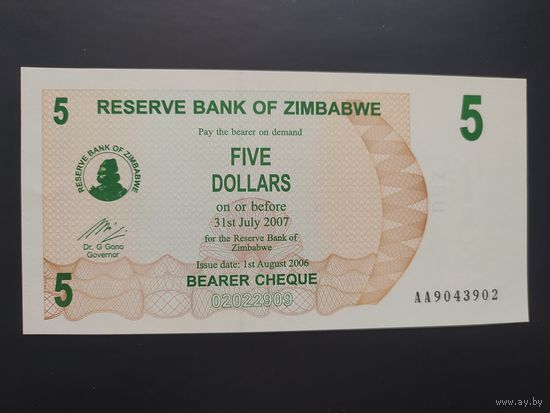 5 RESERVE BANK OF ZIMBABWE 5
Pay the bearer on demand
RESERVE BANK OF ZIMBABWE
FIVE
DOLLARS
on or before
31st July 2007
for the Reserve Bank of
Zimbabwe
Dr. G Gono
Governor
Issue date: 1st August 2006
5 BEARER CHEQUE
02022909
AA9043902
www.ay.by